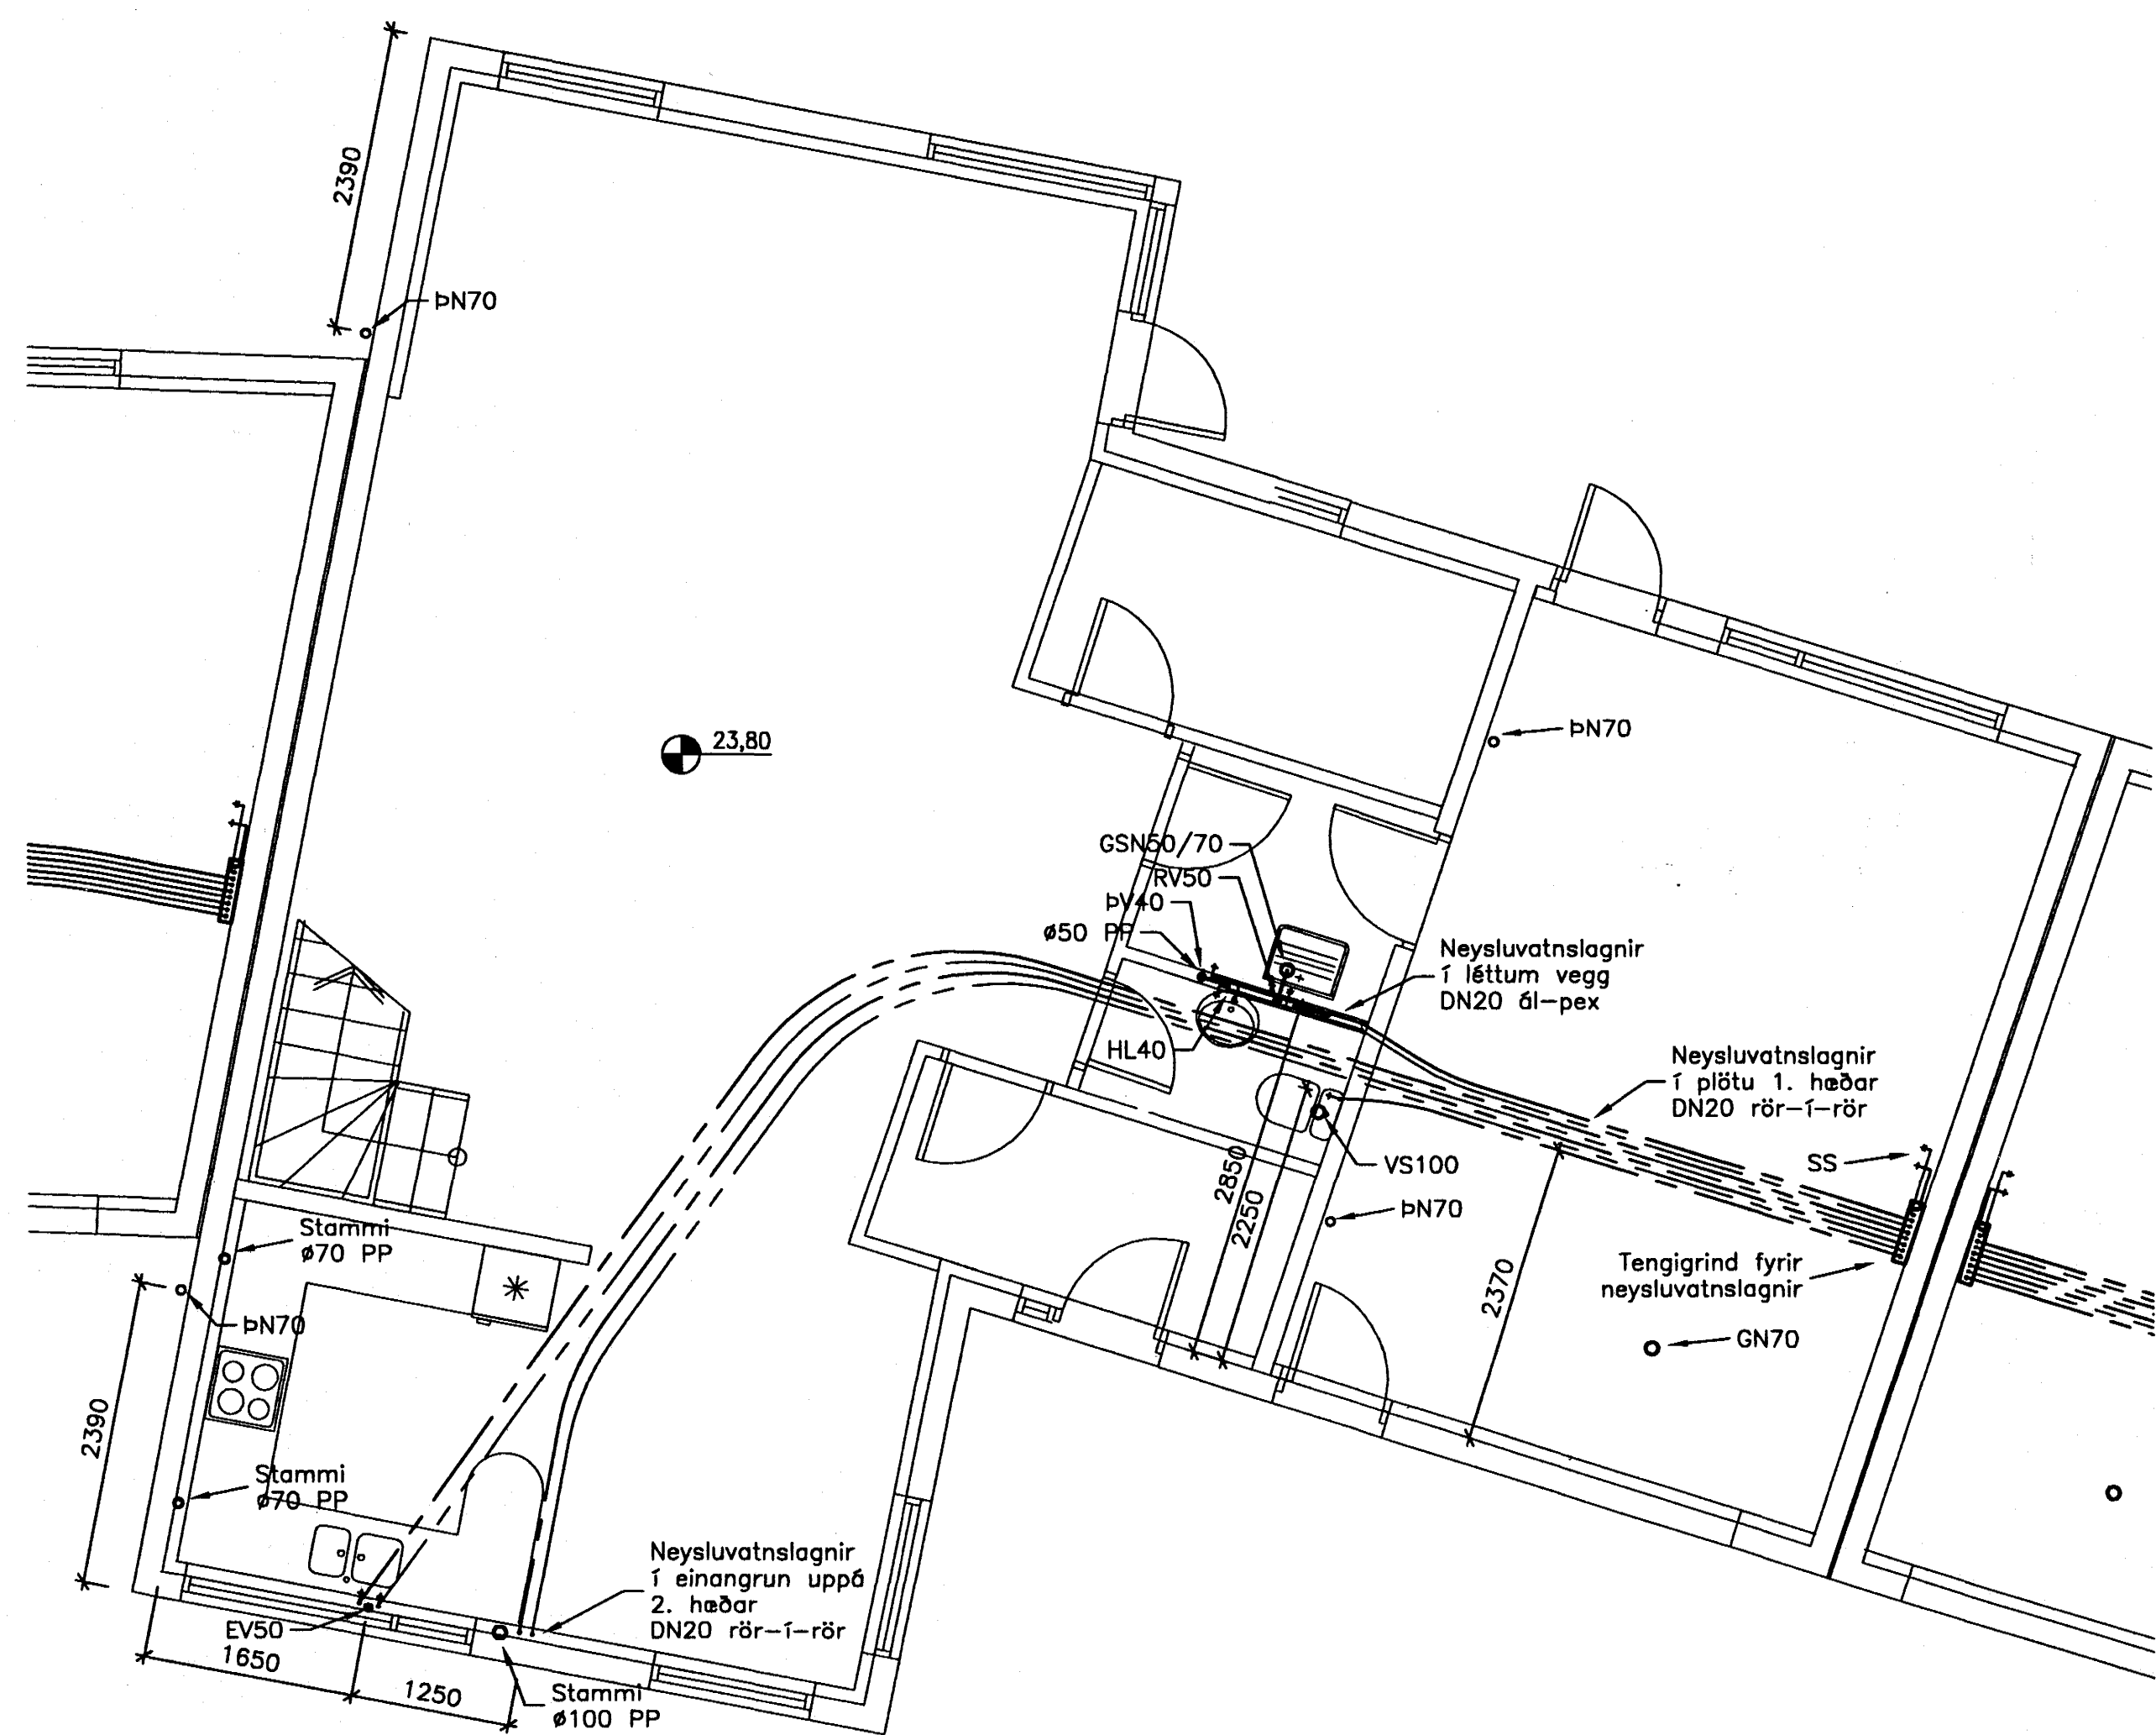 2390
ÞN70
23,80
ÞN70
GSN50/70
RV50
ÞV40
ø50 PP
HL40
Neysluvatnslagnir
í léttum vegg
DN20 ál-pex
Neysluvatnslagnir
í plötu 1. hæðar
DN20 rör-í-rör
SS
VS100
2850
2250
ÞN70
2370
Tengigrind fyrir
neysluvatnslagnir
GN70
Stammi
ø70 PP
ÞN70
2390
Stammi
ø70 PP
Neysluvatnslagnir
í einangrun uppá
2. hæðar
DN20 rör-í-rör
EV50
1650
1250
Stammi
ø100 PP